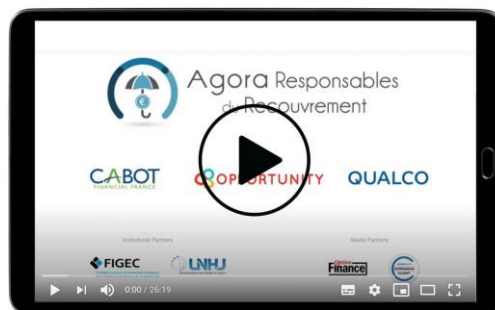 Agora Responsables
du Recouvrement
CABOT
FINANCIAL FRANCE
OPPORTUNITY
QUALCO
Institutional Partners
Media Partners
FIGEC
UNHJ
Finance
0:00 / 26:19